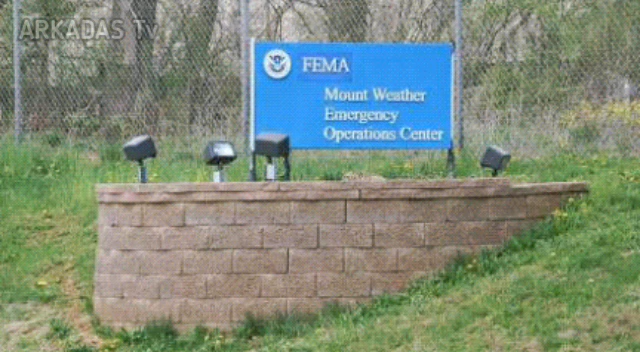 ARKADAS Tv
FEMA
Mount Weather
Emergency
Operations Center